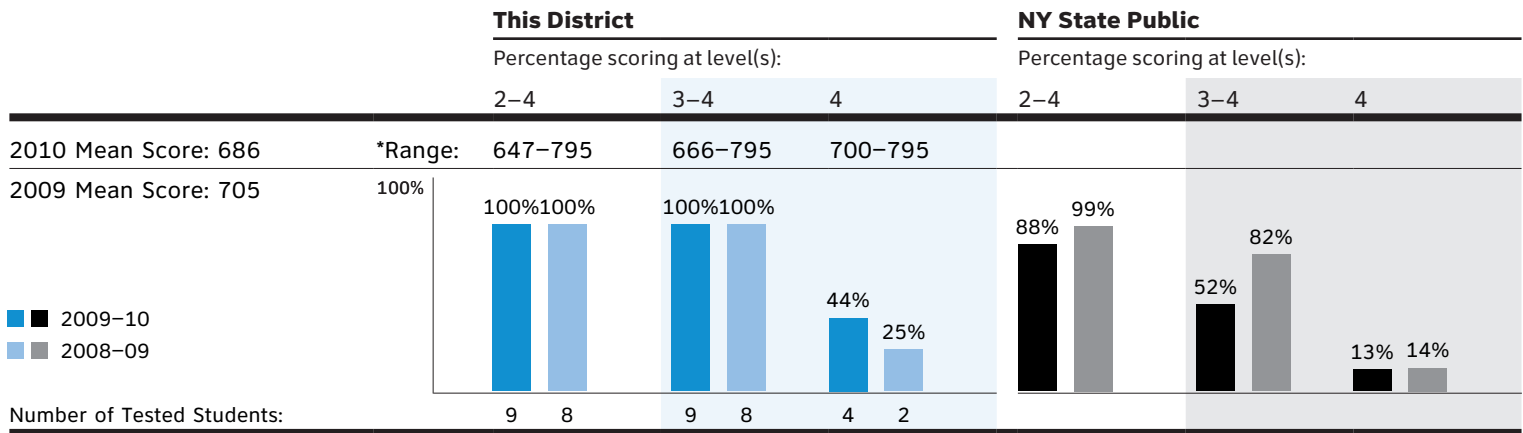 This District NY State Public
Percentage scoring at level(s): Percentage scoring at level(s):
2–4 3–4 4 2–4 3–4 4
2010 Mean Score: 686 *Range: 647–795 666–795 700–795
2009 Mean Score: 705 100%
100% 100% 100% 100% 44% 25% 88% 99% 52% 82% 13% 14%
2009–10
2008–09
Number of Tested Students: 9 8 9 8 4 2